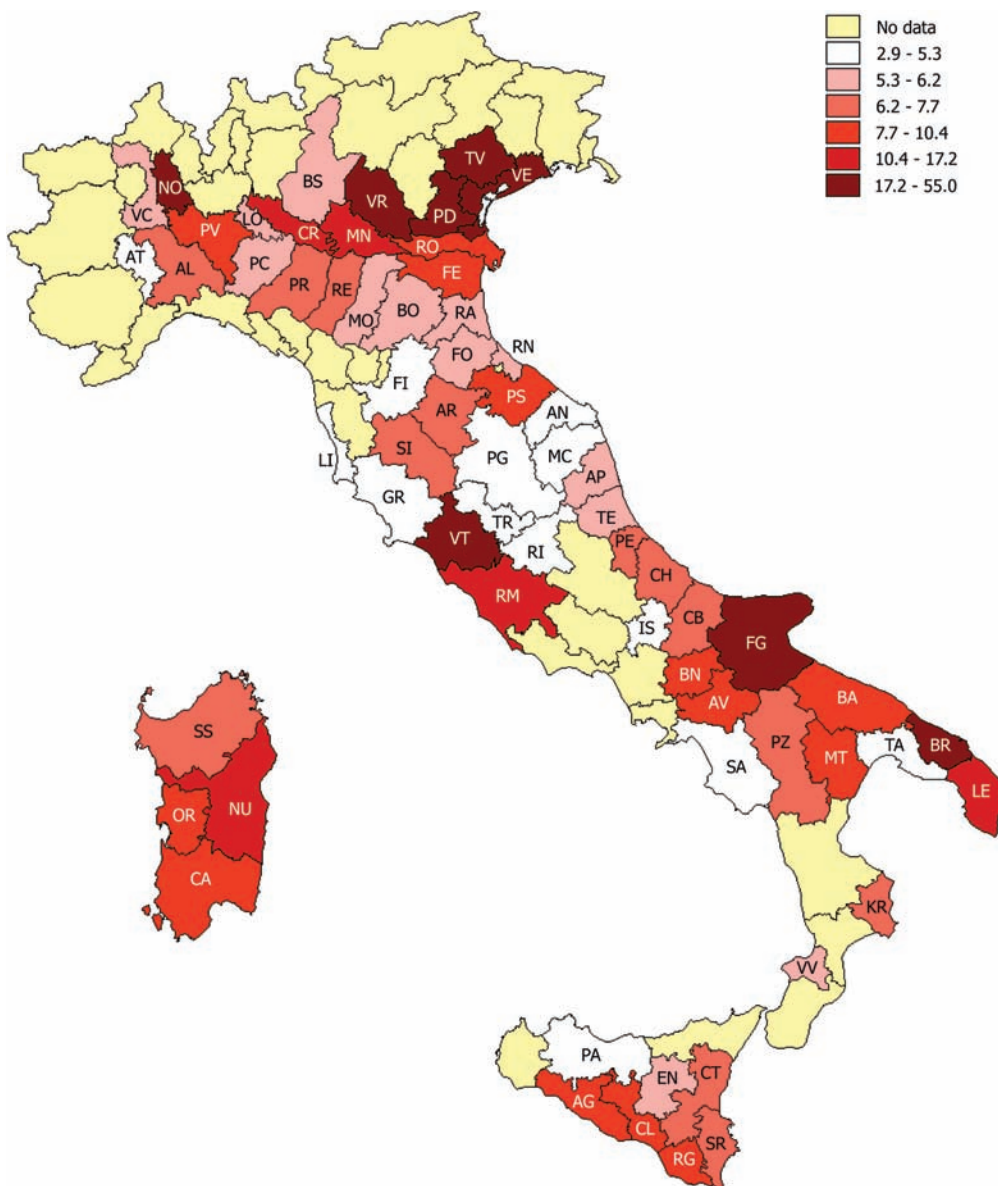 No data
2.9 - 5.3
5.3 - 6.2
6.2 - 7.7
7.7 - 10.4
10.4 - 17.2
17.2 - 55.0
TV
VE
BS
NO
VR
PD
VC
LO
PV
CR
MN
RO
AT
AL
PC
PR
RE
FE
MO
BO
RA
FO
RN
FI
PS
AR
AN
LI
SI
PG
MC
AP
GR
TR
TE
VT
RI
PE
CH
RM
IS
CB
FG
BN
AV
BA
SS
PZ
SA
MT
TA
BR
LE
OR
NU
CA
KR
VV
PA
EN
CT
AG
CL
SR
RG